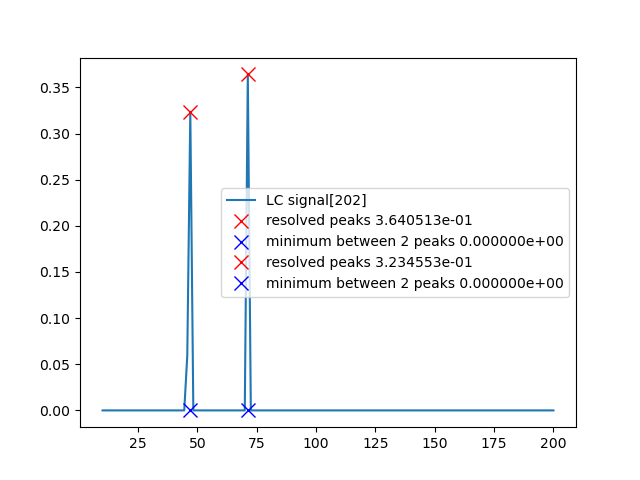 0.35
0.30
0.25
0.20
0.15
0.10
0.05
0.00
LC signal[202]
resolved peaks 3.640513e-01
minimum between 2 peaks 0.000000e+00
resolved peaks 3.234553e-01
minimum between 2 peaks 0.000000e+00
25 50 75 100 125 150 175 200